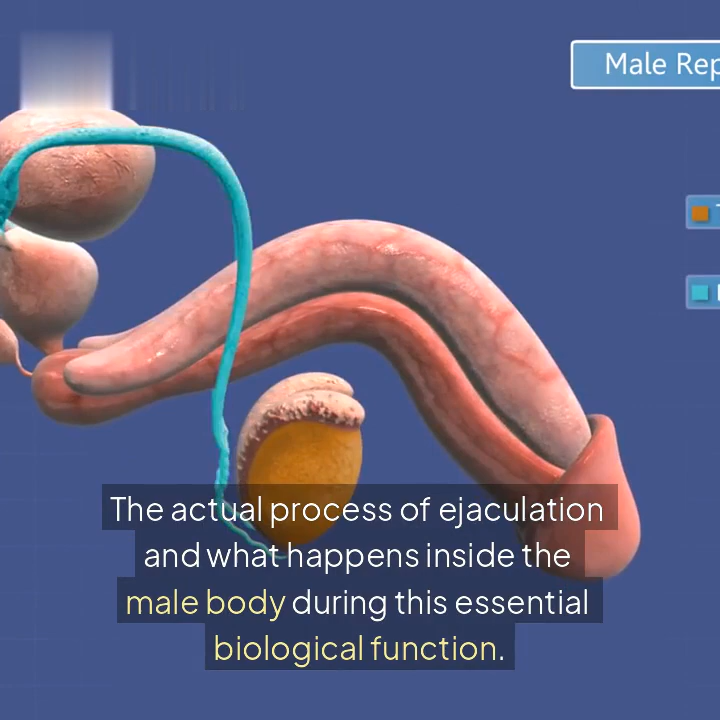 Male Rep
The actual process of ejaculation
and what happens inside the
male body during this essential
biological function.